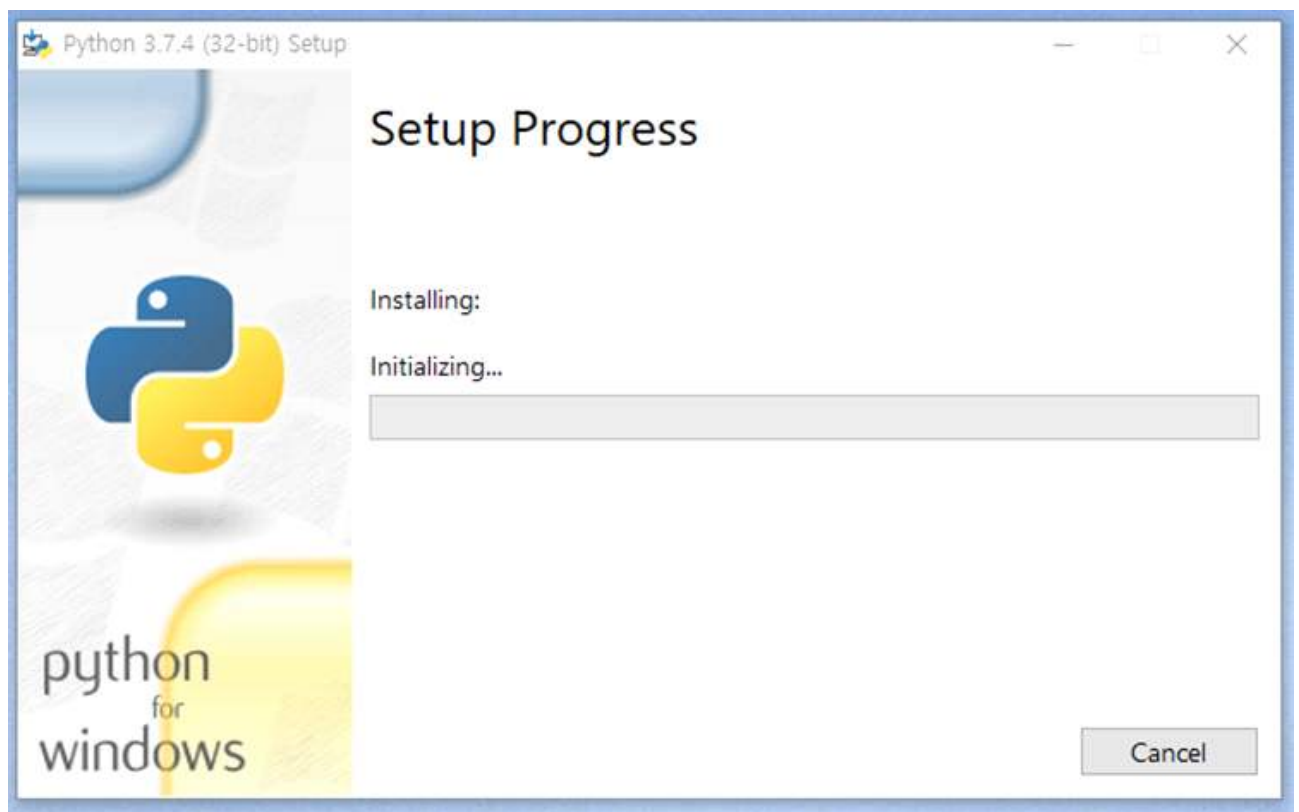 Python 3.7.4 (32-bit) Setup
Setup Progress
Installing:
Initializing...
python
for
windows
Cancel